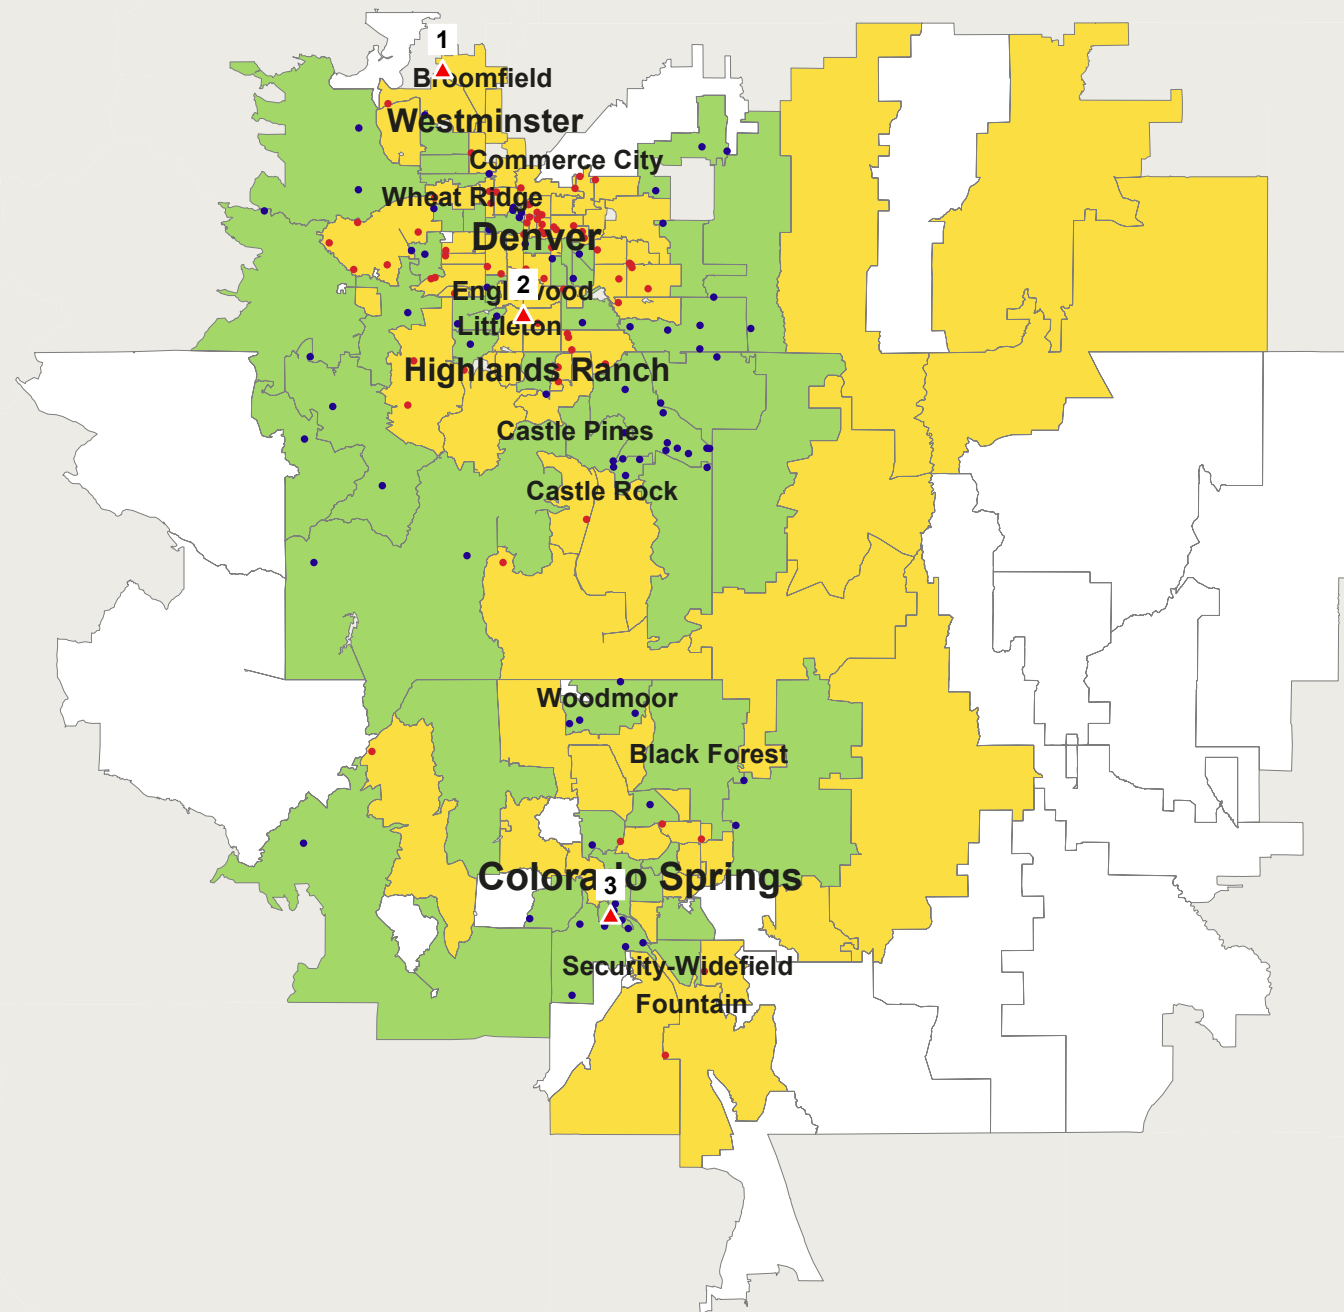 1
Broomfield
Westminster
Commerce City
Wheat Ridge
Denver
2
Englewood
Littleton
Highlands Ranch
Castle Pines
Castle Rock
Woodmoor
Black Forest
Colorado Springs
3
Security-Widefield
Fountain